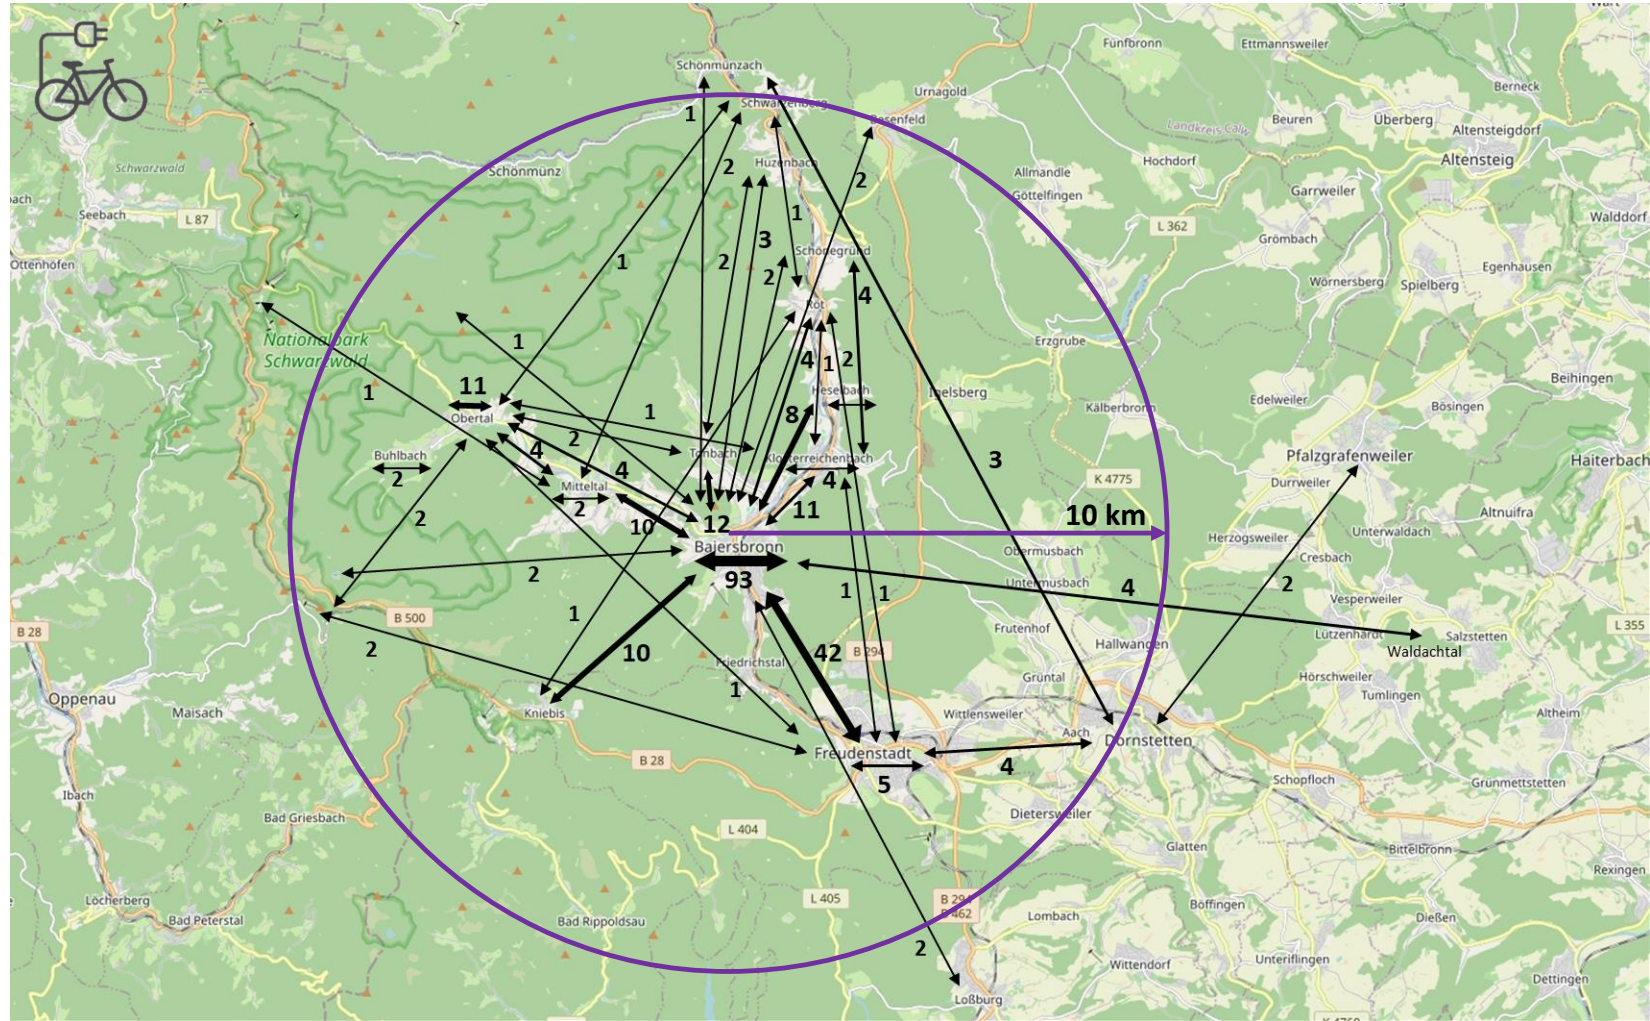 Schönmünzach
Fünfbronn
Ettmannsweiler
Berneck
Urnagold
1
Schwarzenberg
Besenfeld
Beuren
Überberg
Landkreis Calw
Altensteigdorf
Altensteig
Schwarzwald
Schönmünz
2
Huzenbach
2
Allmandle
Göttelfingen
Hochdorf
Garrweiler
Seebach
L 87
1
Walddorf
L 362
Ottenhöfen
1
2
3
2
Schönegründ
Grömbach
Egenhausen
4
Wörnersberg
Spielberg
Rot
Nationalpark
Schwarzwald
1
Erzgrube
4
1
2
1
11
Obertal
1
8
Heselbach
Igelsberg
Kälberbronn
Edelweiler
Bösingen
Beihingen
2
4
Tonbach
Klosterreichenbach
3
Pfalzgrafenweiler
Haiterbach
Buhlbach
2
4
Mitteltal
2
4
K 4775
Durrweiler
2
10
12
11
10 km
Altnuifra
Baiersbronn
Obermusbach
Herzogsweiler
Cresbach
Unterwaldach
93
2
Untermusbach
4
2
Vesperweiler
1
1
1
B 500
B 28
Frutenhof
Hallwangen
Lützenhardt
Salzstetten
L 355
Waldachtal
2
10
42
B 294
Friedrichstal
1
Grüntal
Hörschweiler
Tumlingen
Oppenau
Maisach
Kniebis
Wittlensweiler
Altheim
Aach
Dornstetten
Freudenstadt
B 28
4
5
Schopfloch
Grünmettstetten
Ibach
Bad Griesbach
Dietersweiler
L 404
Glatten
Bittelbronn
Rexingen
Löcherberg
L 405
Bad Peterstal
Bad Rippoldsau
Lombach
Böffingen
Dießen
2
Wittendorf
Unteriflingen
Dettingen
Loßburg